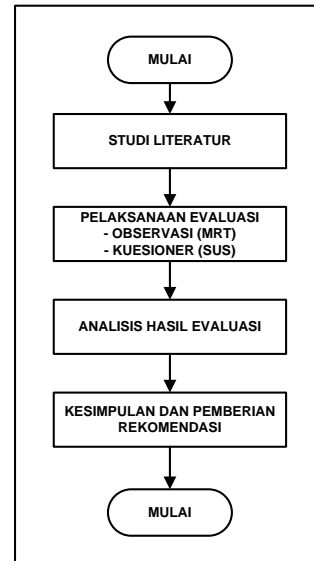 MULAI
STUDI LITERATUR
PELAKSANAAN EVALUASI
- OBSERVASI (MRT)
- KUESIONER (SUS)
ANALISIS HASIL EVALUASI
KESIMPULAN DAN PEMBERIAN
REKOMENDASI
MULAI